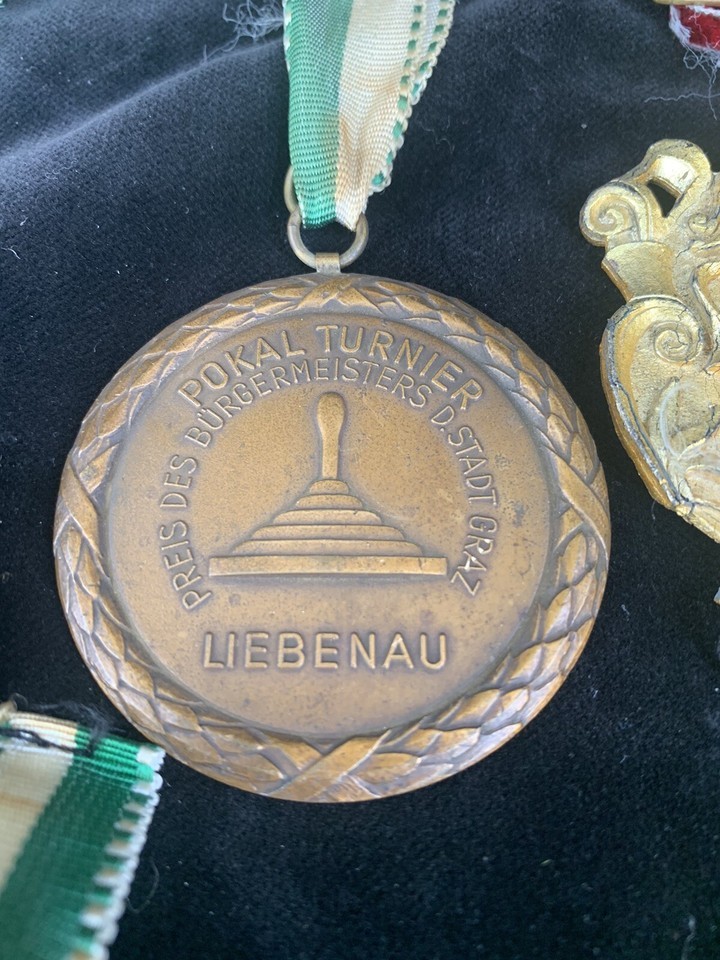 POKAL TURNIER
PREIS DES BÜRGERMEISTERS D. STADT GRAZ
LIEBENAU